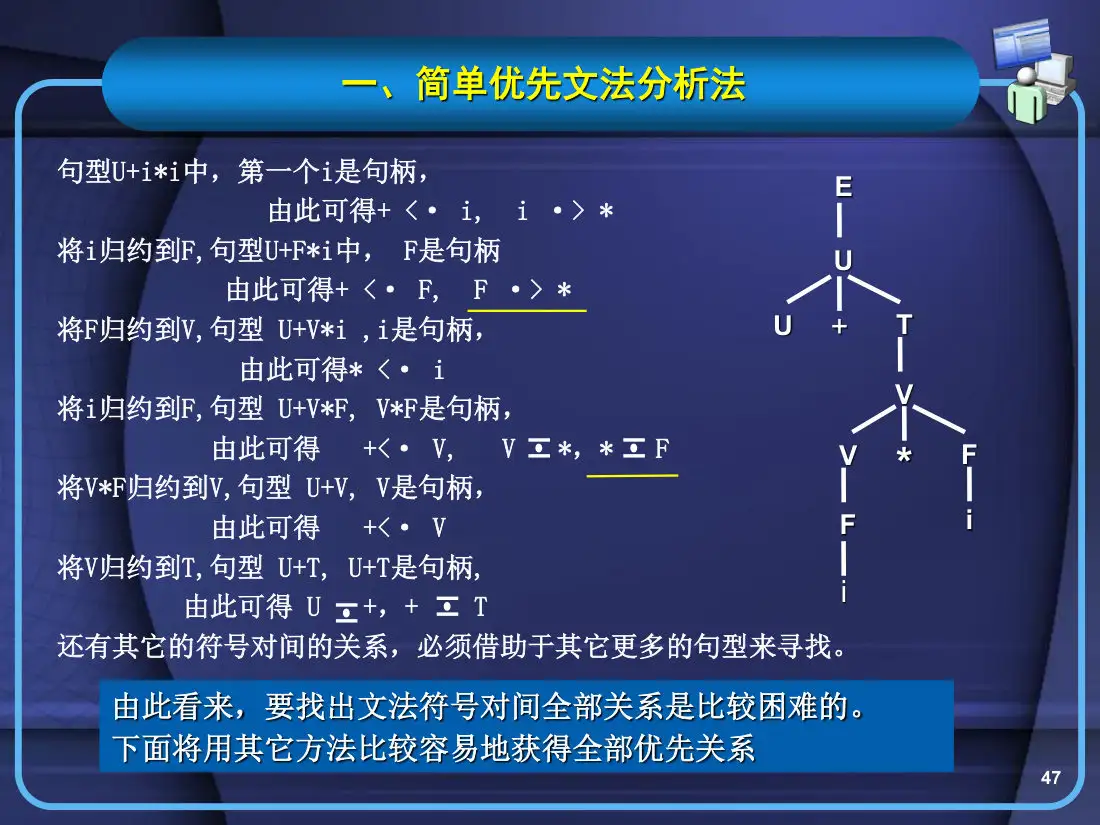 一、简单优先文法分析法
句型U+i*i中，第一个i是句柄，
由此可得+ <· i, i ·> *
将i归约到F,句型U+F*i中， F是句柄
由此可得+ <· F, F ·> *
将F归约到V,句型 U+V*i ,i是句柄，
由此可得* <· i
将i归约到F,句型 U+V*F, V*F是句柄，
由此可得 +<· V, V ≐ *, * ≐ F
将V*F归约到V,句型 U+V, V是句柄，
由此可得 +<· V
将V归约到T,句型 U+T, U+T是句柄,
由此可得 U ≐ +, + ≐ T
还有其它的符号对间的关系，必须借助于其它更多的句型来寻找。
由此看来，要找出文法符号对间全部关系是比较困难的。
下面将用其它方法比较容易地获得全部优先关系
E
U
U + T
V
V * F
F i
i
47